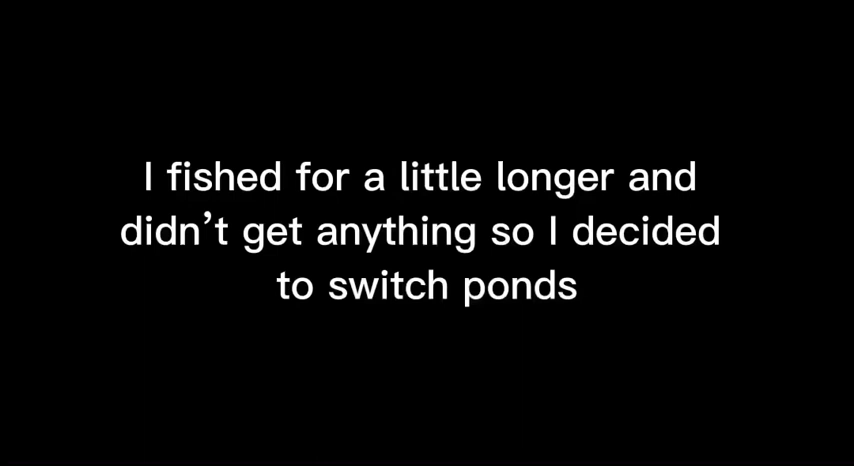 I fished for a little longer and
didn’t get anything so I decided
to switch ponds